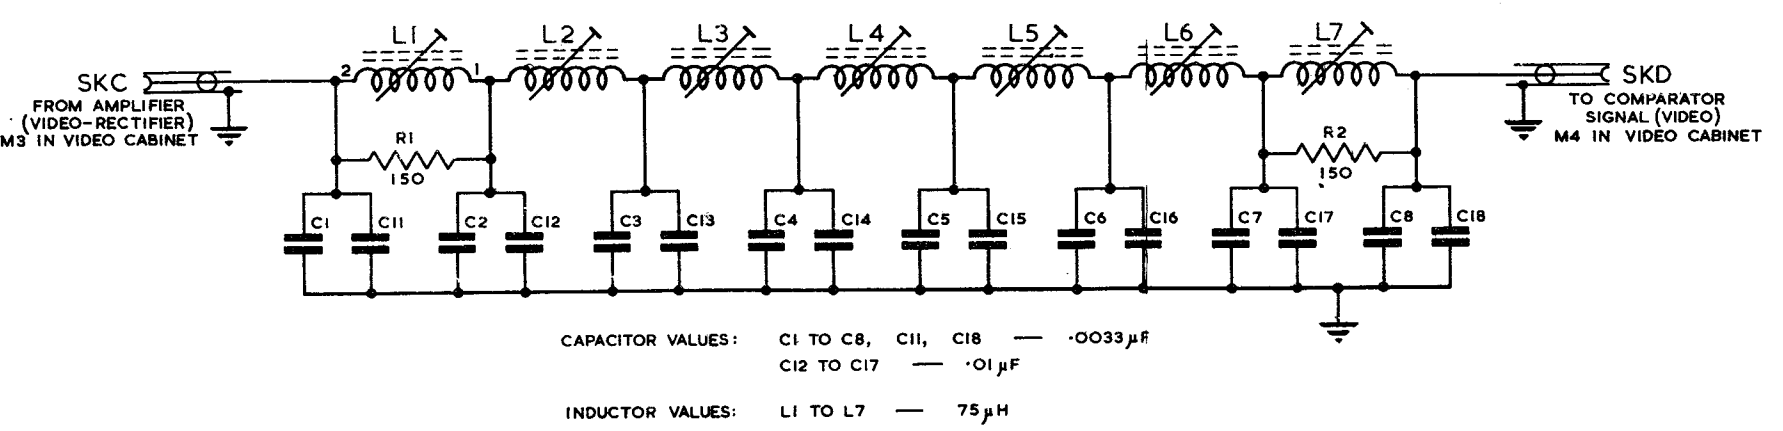 L1 L2 L3 L4 L5 L6 L7
2 1
SKC SKD
FROM AMPLIFIER
(VIDEO-RECTIFIER)
M3 IN VIDEO CABINET
TO COMPARATOR
SIGNAL (VIDEO)
M4 IN VIDEO CABINET
R1 R2
150 150
C1 C11 C2 C12 C3 C13 C4 C14 C5 C15 C6 C16 C7 C17 C8 C18
CAPACITOR VALUES: C1 TO C8, C11, C18 — ·0033µF
C12 TO C17 — ·01µF
INDUCTOR VALUES: L1 TO L7 — 75µH